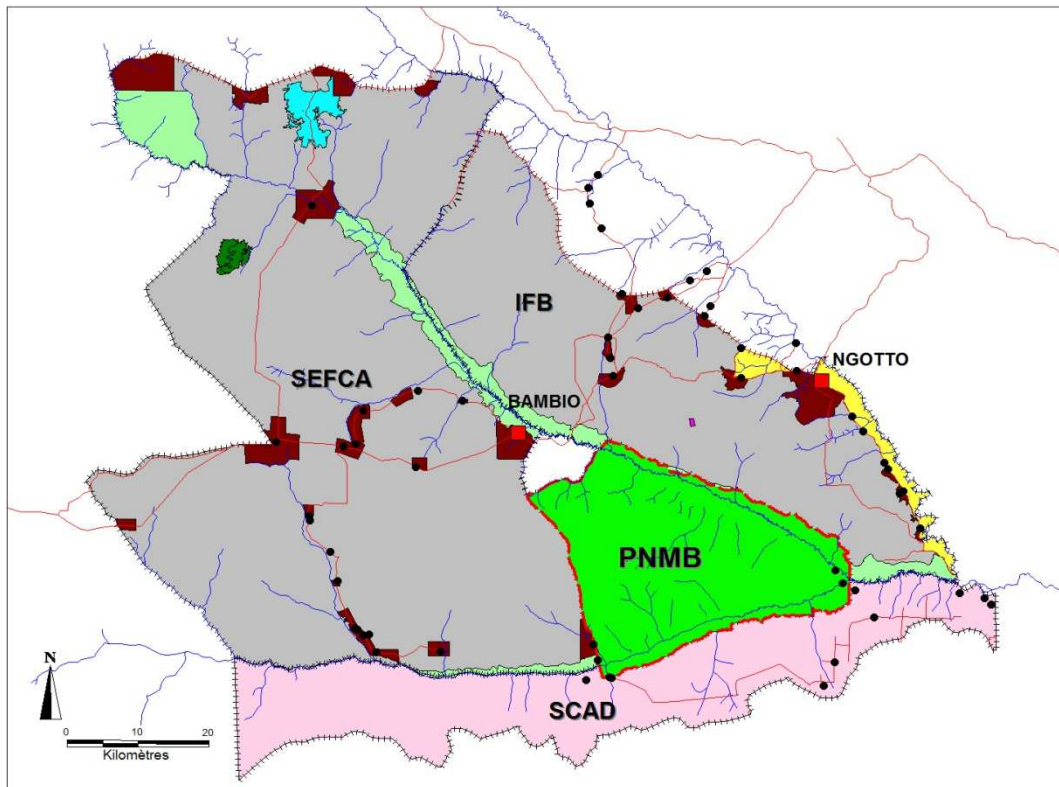 IFB
NGOTTO
SEFCA
BAMBIO
PNMB
N
SCAD
0 10 20
Kilomètres